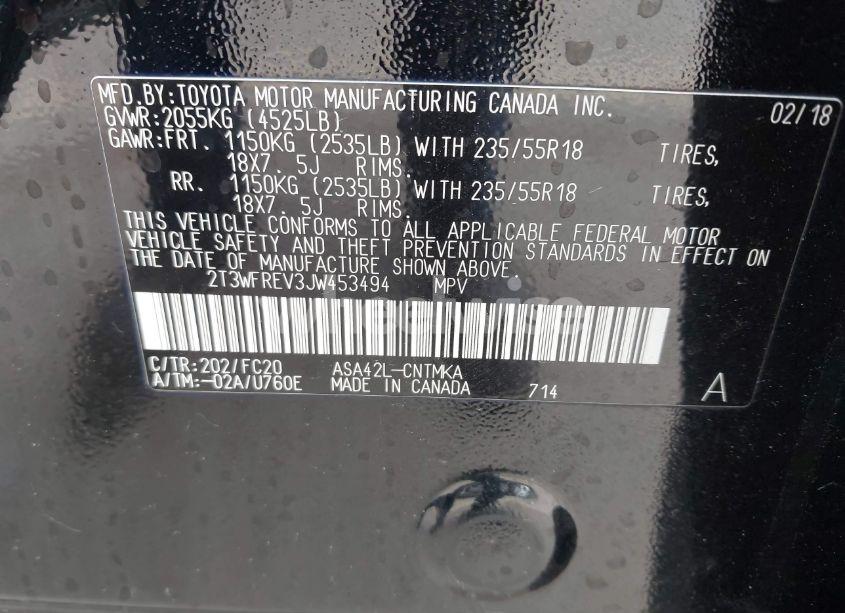 MFD.BY:TOYOTA MOTOR MANUFACTURING CANADA INC. 02/18
GVWR:2055KG (4525LB)
GAWR:FRT. 1150KG (2535LB) WITH 235/55R18 TIRES,
18X7. 5J RIMS.
RR. 1150KG (2535LB) WITH 235/55R18 TIRES,
18X7. 5J RIMS.
THIS VEHICLE CONFORMS TO ALL APPLICABLE FEDERAL MOTOR
VEHICLE SAFETY AND THEFT PREVENTION STANDARDS IN EFFECT ON
THE DATE OF MANUFACTURE SHOWN ABOVE.
2T3WFREV3JW453494 MPV
C/TR:202/FC20 ASA42L-CNTMKA
A/TM:-02A/U760E MADE IN CANADA 714 A